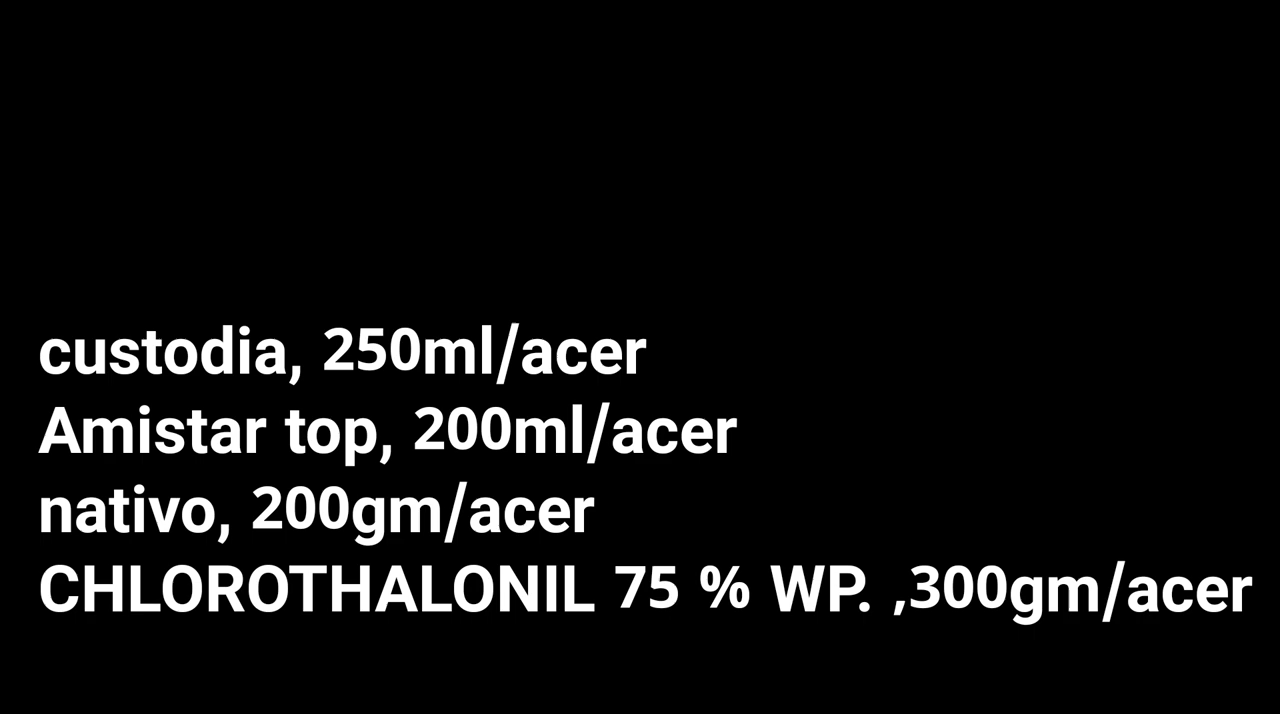 custodia, 250ml/acer
Amistar top, 200ml/acer
nativo, 200gm/acer
CHLOROTHALONIL 75 % WP. ,300gm/acer